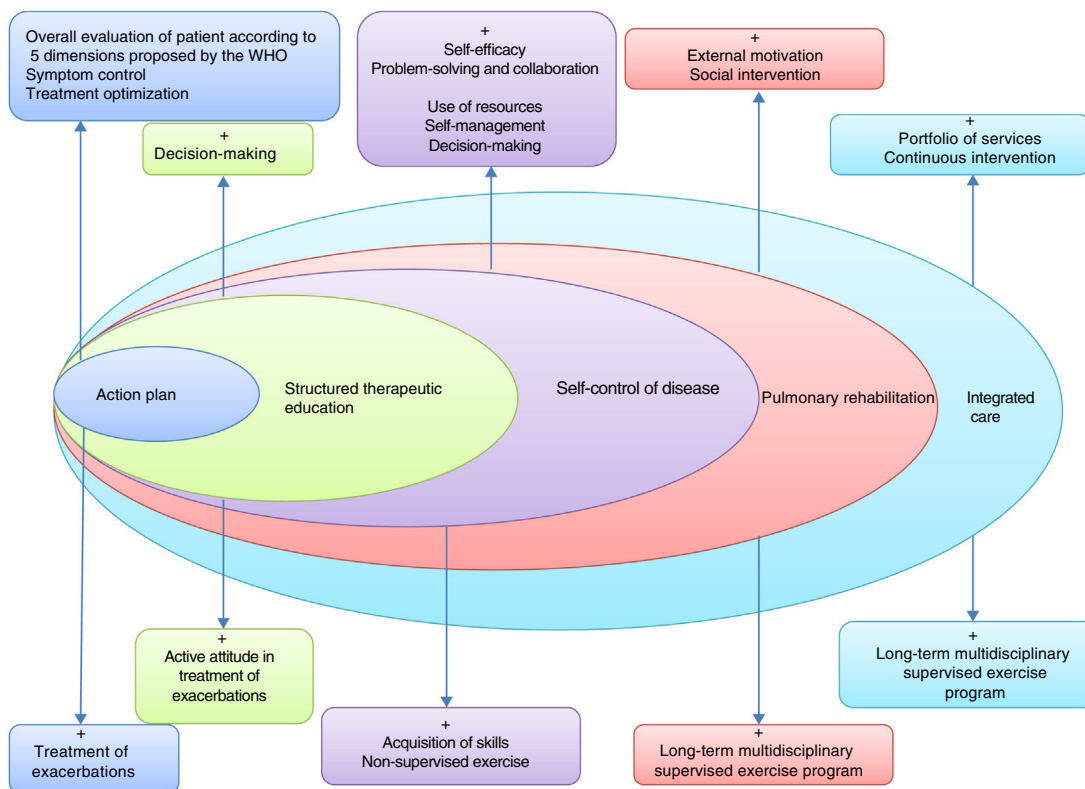 Overall evaluation of patient according to
5 dimensions proposed by the WHO
Symptom control
Treatment optimization
+
Decision-making
+
Self-efficacy
Problem-solving and collaboration
Use of resources
Self-management
Decision-making
+
External motivation
Social intervention
+
Portfolio of services
Continuous intervention
Action plan
Structured therapeutic
education
Self-control of disease
Pulmonary rehabilitation
Integrated
care
+
Treatment of
exacerbations
+
Active attitude in
treatment of
exacerbations
+
Acquisition of skills
Non-supervised exercise
+
Long-term multidisciplinary
supervised exercise program
+
Long-term multidisciplinary
supervised exercise
program